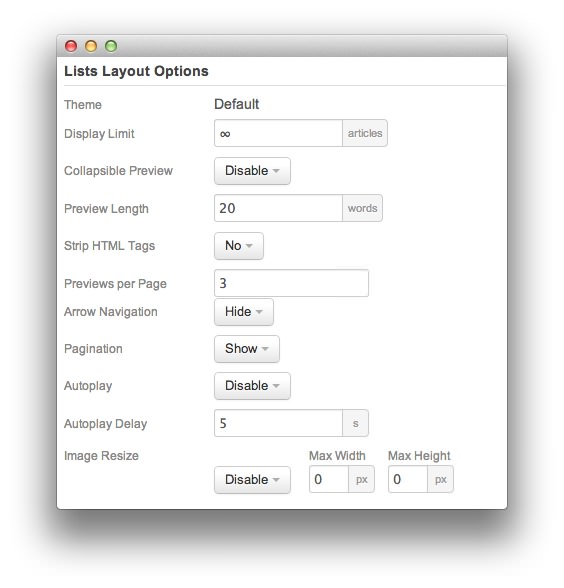 Lists Layout Options
Theme Default
Display Limit ∞ articles
Collapsible Preview Disable
Preview Length 20 words
Strip HTML Tags No
Previews per Page 3
Arrow Navigation Hide
Pagination Show
Autoplay Disable
Autoplay Delay 5 s
Image Resize Max Width Max Height
Disable 0 px 0 px